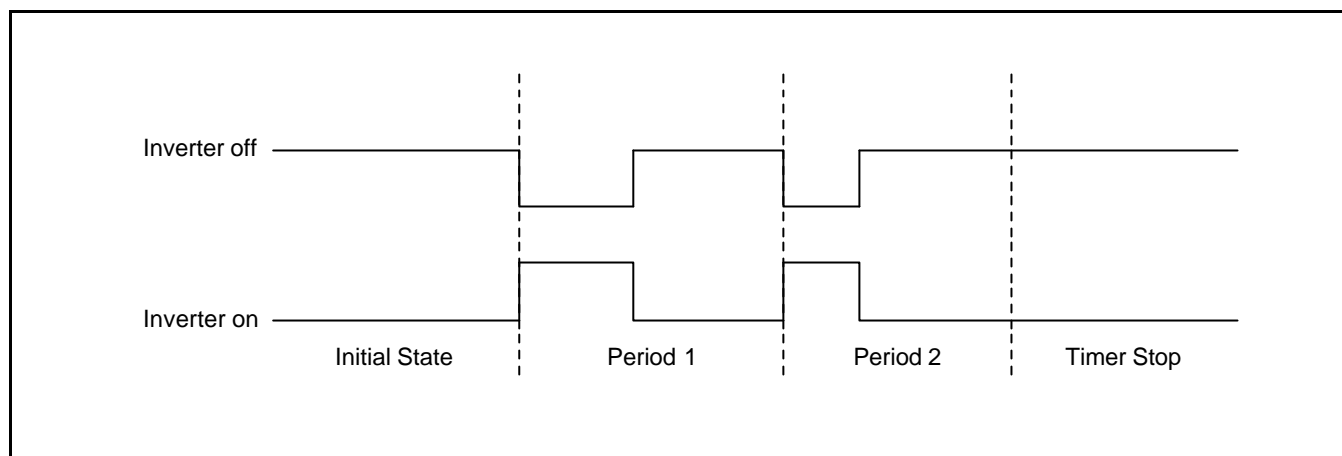 Inverter off
Inverter on
Initial State
Period 1
Period 2
Timer Stop